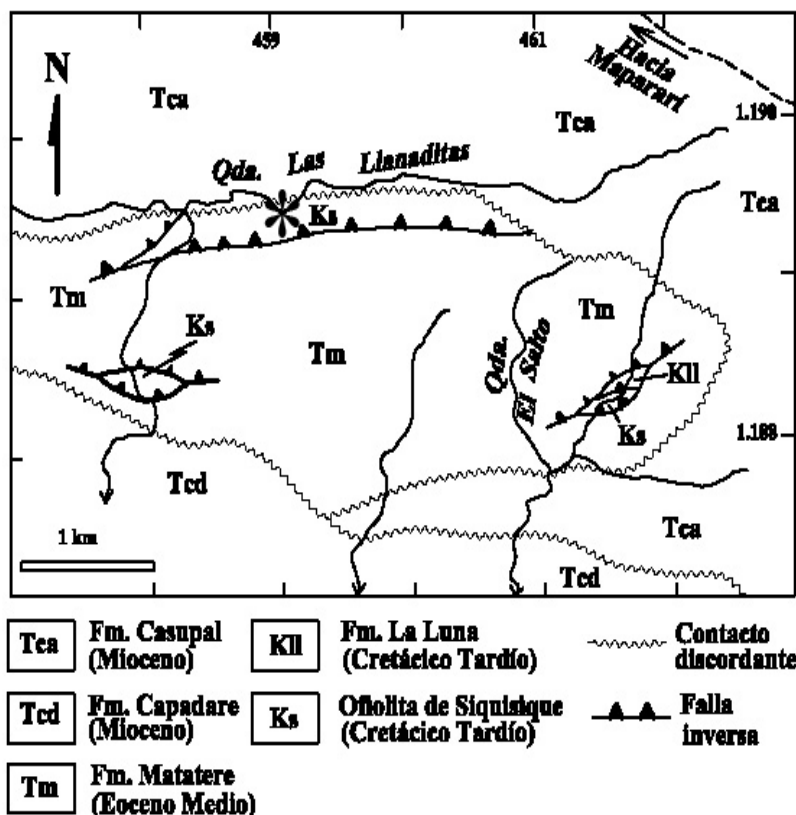 459
461
Hacia
Mapararí
N
Tca
Tca
1.190
Qda. Las Llanaditas
Tca
Ks
Tm
Ks
Tm
Tm
Qda.
El Salto
Kll
Ks
1.188
Tcd
Tca
1 km
Tcd
Tca
Fm. Casupal
(Mioceno)
Kll
Fm. La Luna
(Cretácico Tardío)
Contacto
discordante
Tcd
Fm. Capadare
(Mioceno)
Ks
Ofiolita de Siquisique
(Cretácico Tardío)
Falla
inversa
Tm
Fm. Matatere
(Eoceno Medio)